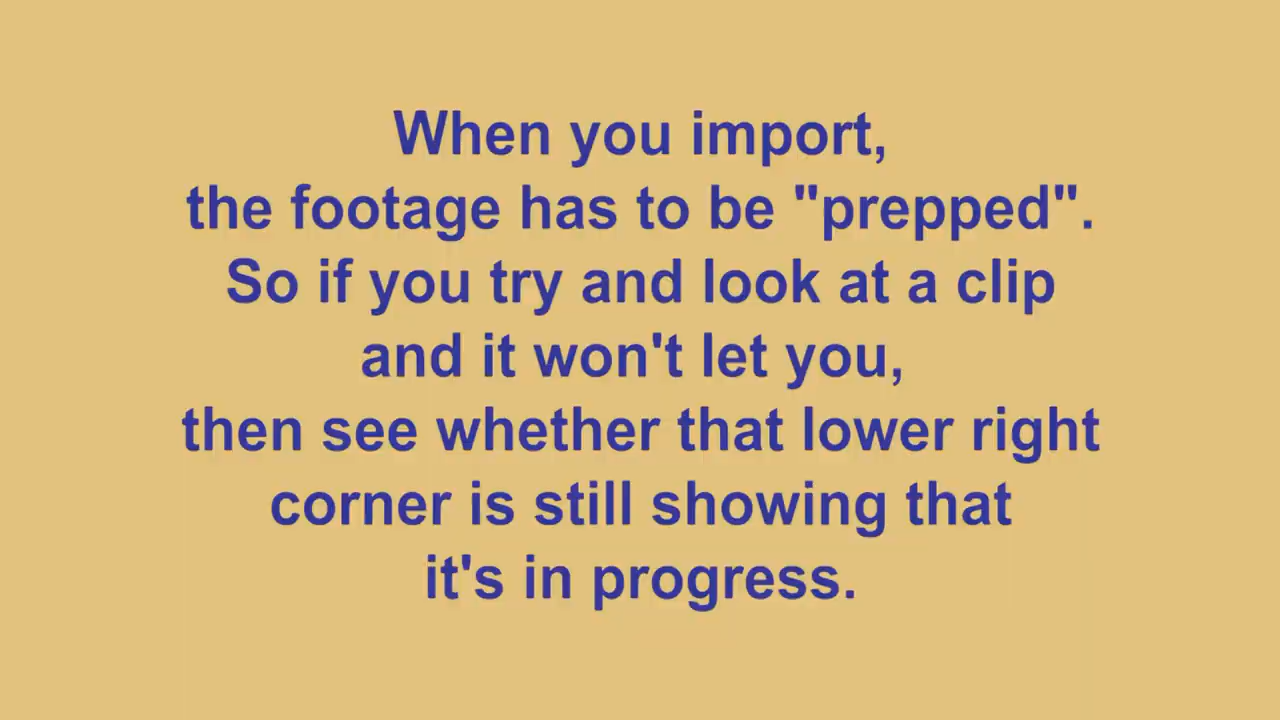 When you import,
the footage has to be "prepped".
So if you try and look at a clip
and it won't let you,
then see whether that lower right
corner is still showing that
it's in progress.